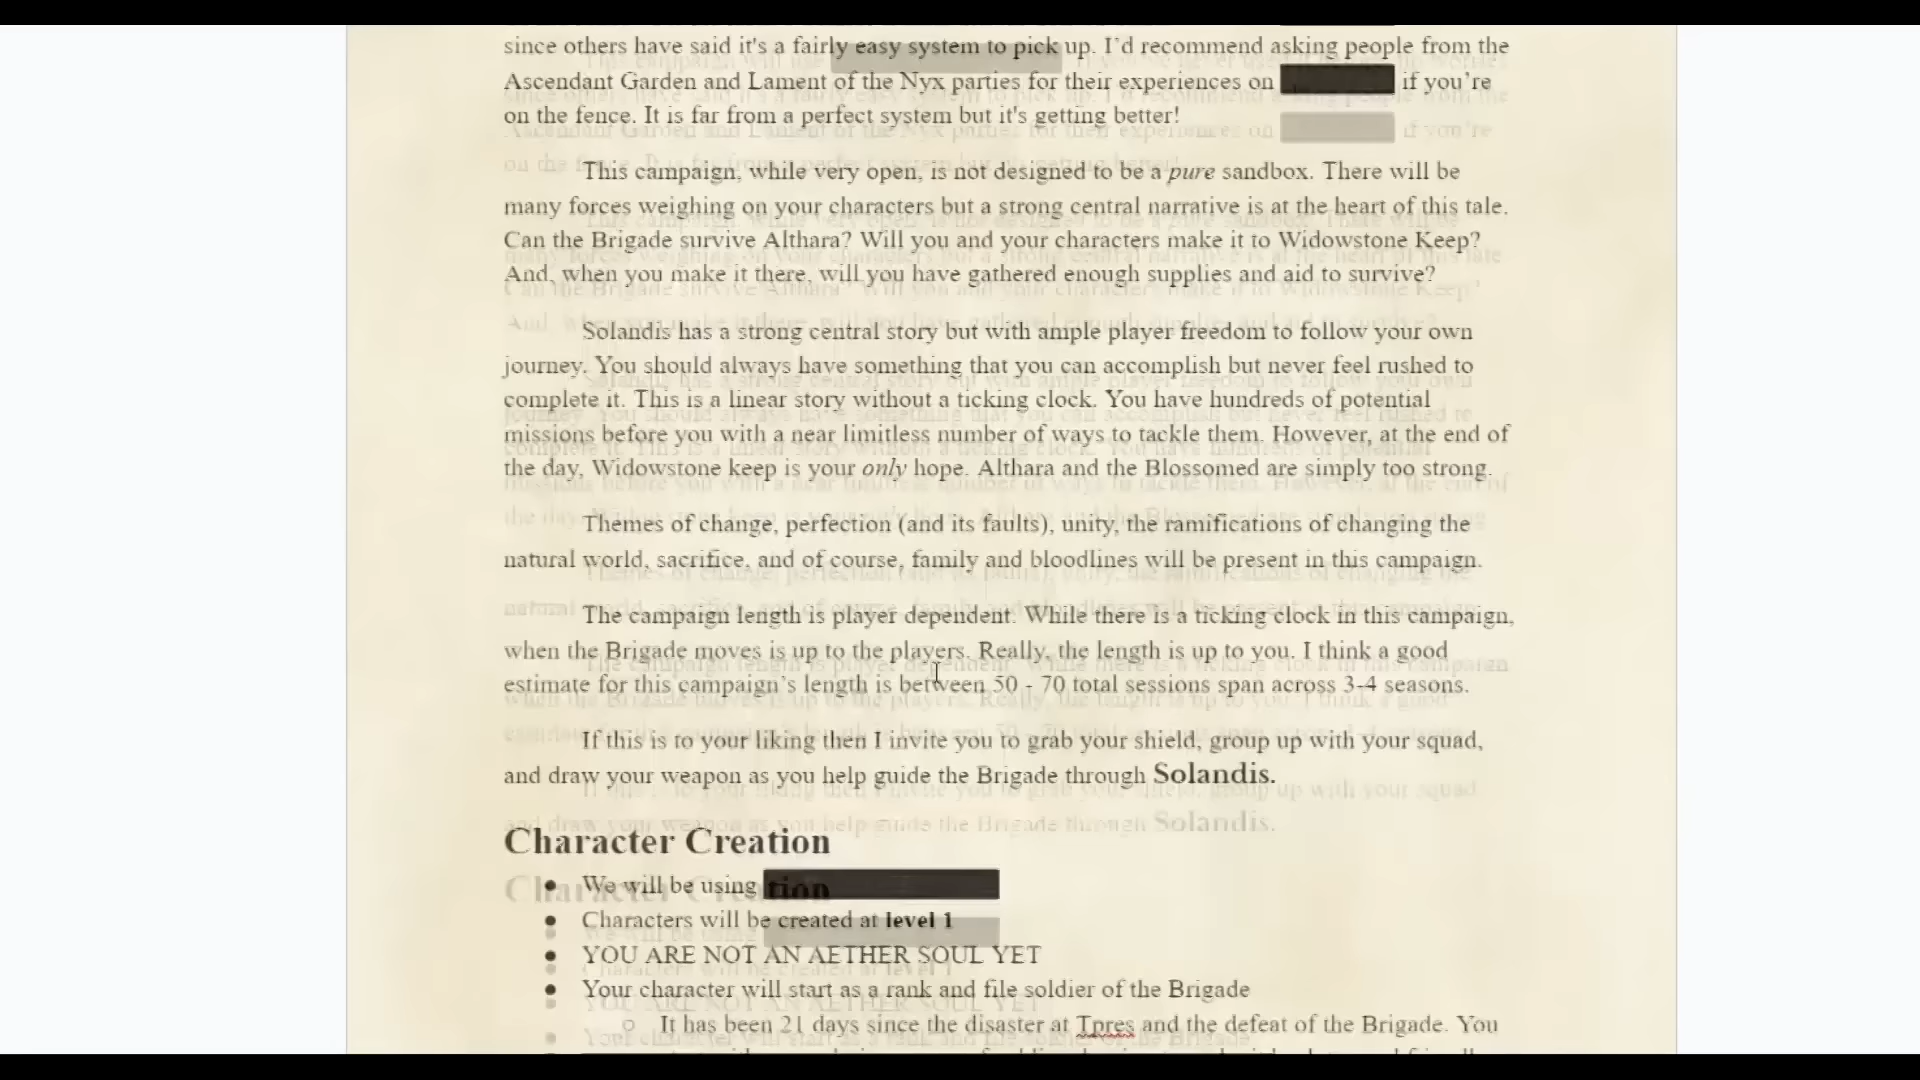 since others have said it's a fairly easy system to pick up. I'd recommend asking people from the
Ascendant Garden and Lament of the Nyx parties for their experiences on if you're
on the fence. It is far from a perfect system but it's getting better!
This campaign, while very open, is not designed to be a pure sandbox. There will be
many forces weighing on your characters but a strong central narrative is at the heart of this tale.
Can the Brigade survive Althara? Will you and your characters make it to Widowstone Keep?
And, when you make it there, will you have gathered enough supplies and aid to survive?
Solandis has a strong central story but with ample player freedom to follow your own
journey. You should always have something that you can accomplish but never feel rushed to
complete it. This is a linear story without a ticking clock. You have hundreds of potential
missions before you with a near limitless number of ways to tackle them. However, at the end of
the day, Widowstone keep is your only hope. Althara and the Blossomed are simply too strong.
Themes of change, perfection (and its faults), unity, the ramifications of changing the
natural world, sacrifice, and of course, family and bloodlines will be present in this campaign.
The campaign length is player dependent. While there is a ticking clock in this campaign,
when the Brigade moves is up to the players. Really, the length is up to you. I think a good
estimate for this campaign's length is between 50 - 70 total sessions span across 3-4 seasons.
If this is to your liking then I invite you to grab your shield, group up with your squad,
and draw your weapon as you help guide the Brigade through Solandis.
Character Creation
● We will be using
● Characters will be created at level 1
● YOU ARE NOT AN AETHER SOUL YET
● Your character will start as a rank and file soldier of the Brigade
○ It has been 21 days since the disaster at Tpres and the defeat of the Brigade. You